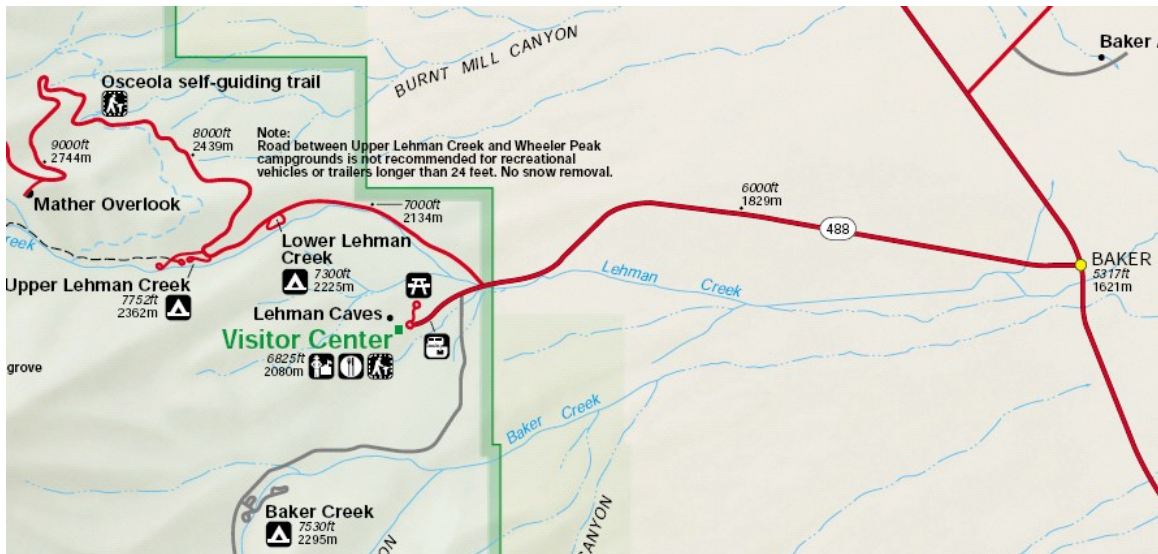 BURNT MILL CANYON
Baker
Osceola self-guiding trail
9000ft
2744m
8000ft
2439m
Note:
Road between Upper Lehman Creek and Wheeler Peak
campgrounds is not recommended for recreational
vehicles or trailers longer than 24 feet. No snow removal.
Mather Overlook
7000ft
2134m
6000ft
1829m
488
Creek
Lower Lehman
Creek
7300ft
2225m
Lehman Creek
BAKER
5317ft
1621m
Upper Lehman Creek
7752ft
2362m
Lehman Caves
Visitor Center
6825ft
2080m
grove
Baker Creek
Baker Creek
7530ft
2295m
ON
ANYON